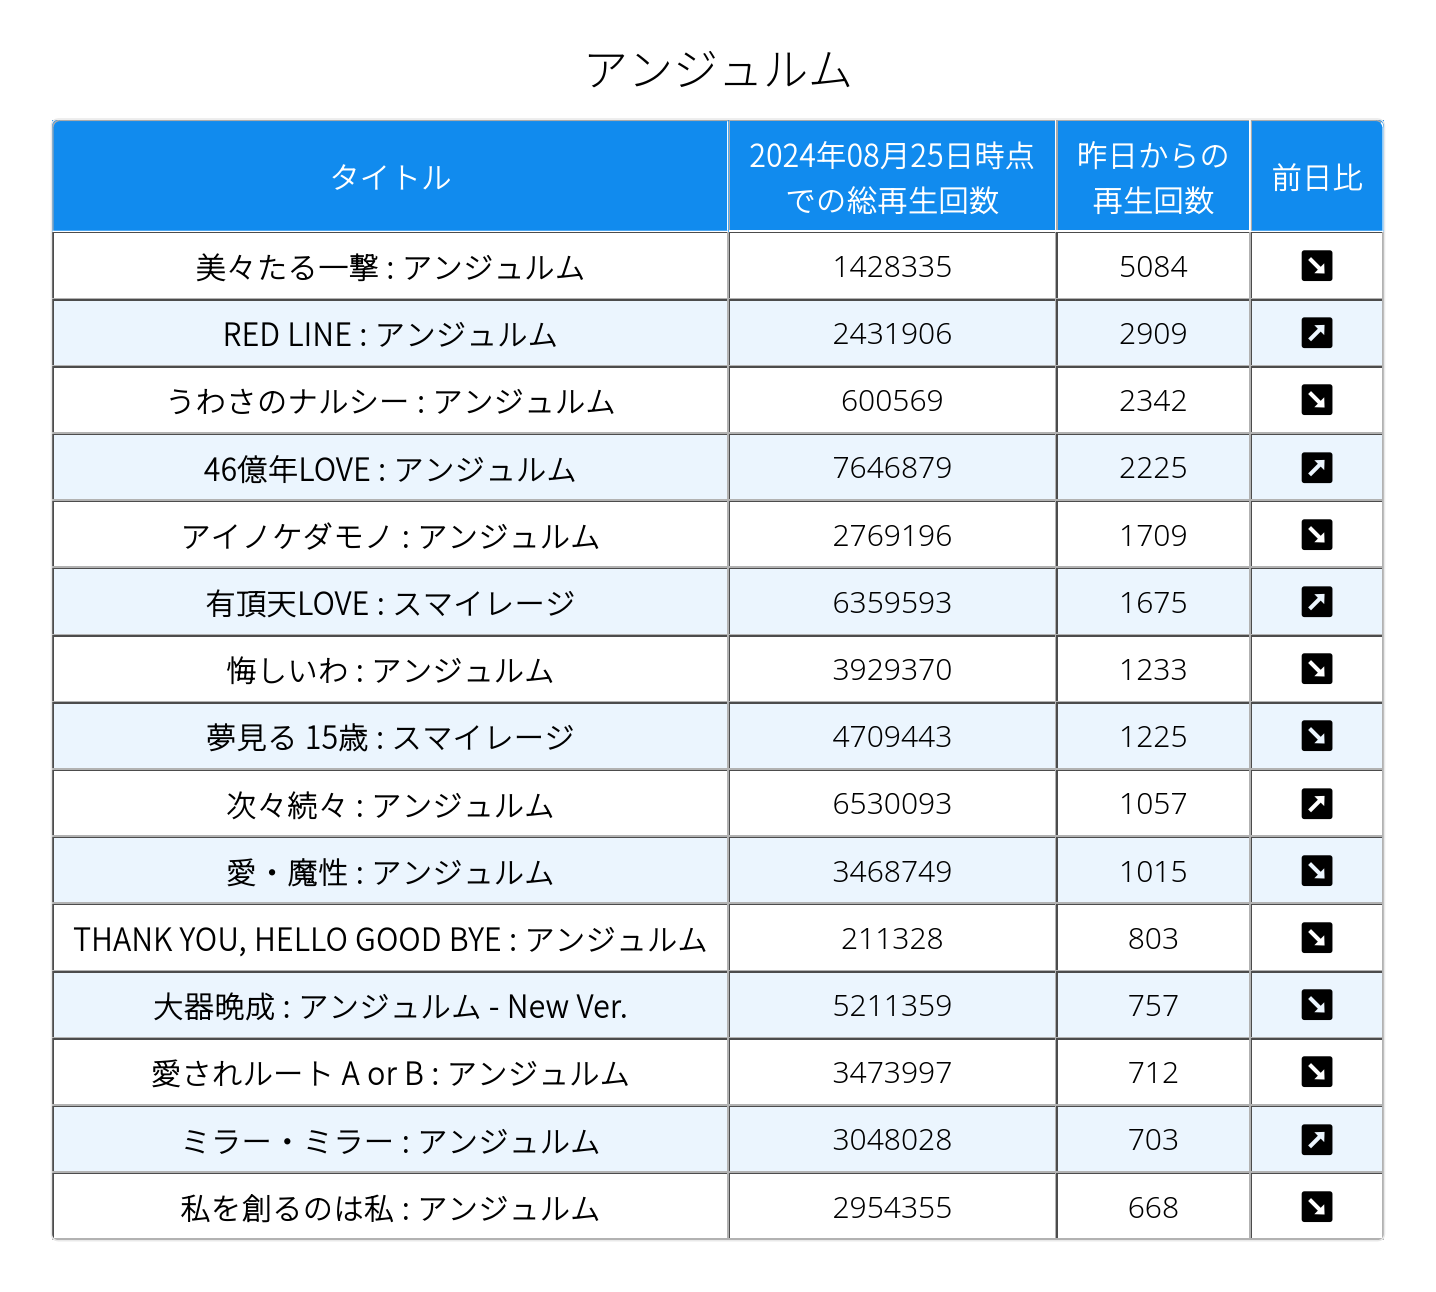 アンジュルム
タイトル
2024年08月25日時点
での総再生回数
昨日からの
再生回数
前日比
美々たる一撃 : アンジュルム 1428335 5084 ↘
RED LINE : アンジュルム 2431906 2909 ↗
うわさのナルシー : アンジュルム 600569 2342 ↘
46億年LOVE : アンジュルム 7646879 2225 ↗
アイノケダモノ : アンジュルム 2769196 1709 ↘
有頂天LOVE : スマイレージ 6359593 1675 ↗
悔しいわ : アンジュルム 3929370 1233 ↘
夢見る 15歳 : スマイレージ 4709443 1225 ↘
次々続々 : アンジュルム 6530093 1057 ↗
愛・魔性 : アンジュルム 3468749 1015 ↘
THANK YOU, HELLO GOOD BYE : アンジュルム 211328 803 ↘
大器晩成 : アンジュルム - New Ver. 5211359 757 ↘
愛されルート A or B : アンジュルム 3473997 712 ↘
ミラー・ミラー : アンジュルム 3048028 703 ↗
私を創るのは私 : アンジュルム 2954355 668 ↘